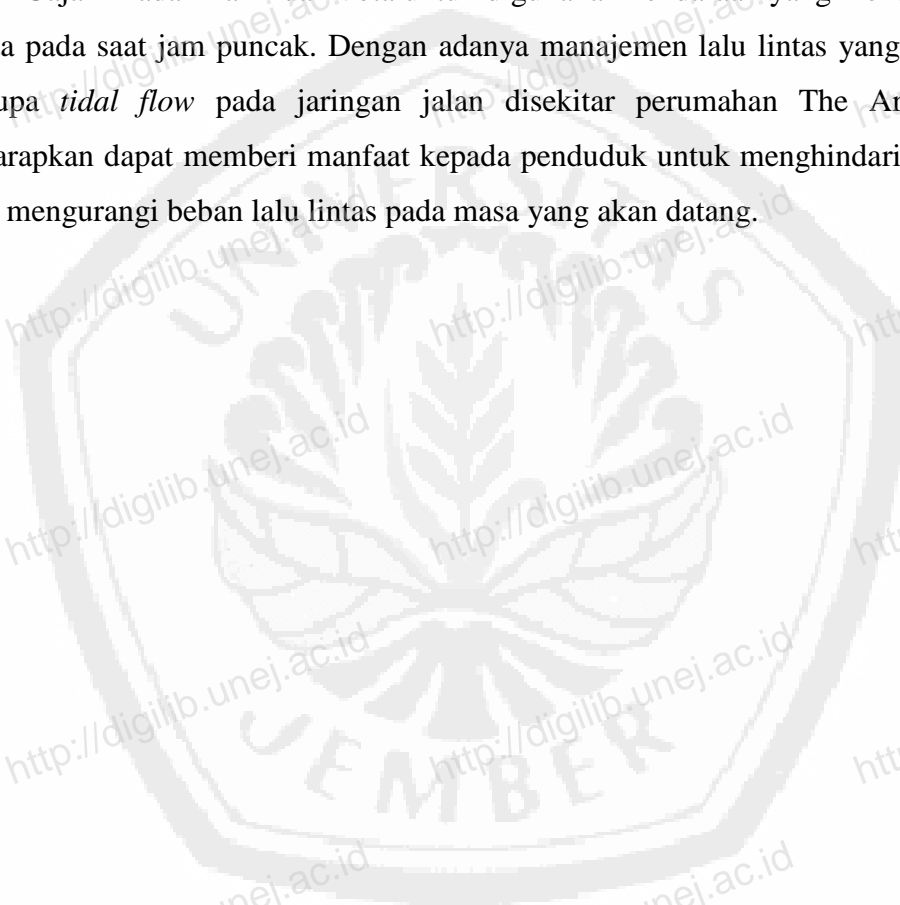 a pada saat jam puncak. Dengan adanya manajemen lalu lintas yang
upa tidal flow pada jaringan jalan disekitar perumahan The Ar
arapkan dapat memberi manfaat kepada penduduk untuk menghindari
mengurangi beban lalu lintas pada masa yang akan datang.
UNIVERSITAS
http://digilib.unej.ac.id
http://digilib.unej.ac.id
http://digilib.unej.ac.id
http://digilib.unej.ac.id
http://digilib.unej.ac.id
http://digilib.unej.ac.id
JEMBER